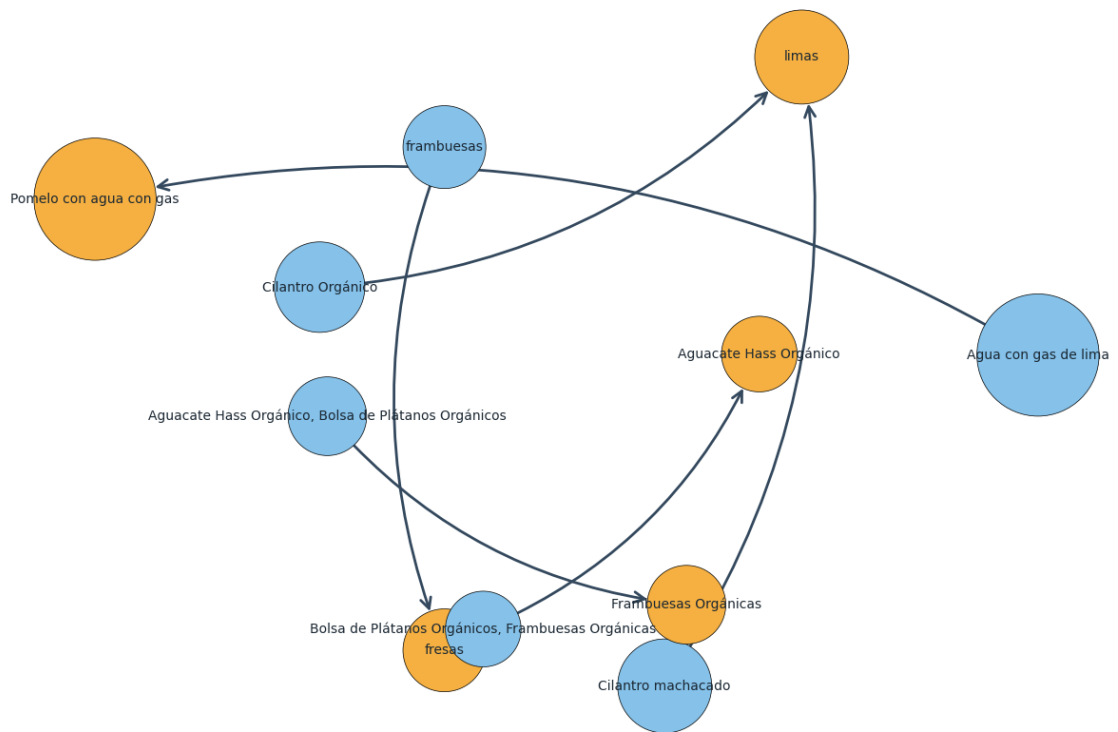 limas
frambuesas
Pomelo con agua con gas
Cilantro Orgánico
Aguacate Hass Orgánico
Agua con gas de lima
Aguacate Hass Orgánico, Bolsa de Plátanos Orgánicos
Frambuesas Orgánicas
Bolsa de Plátanos Orgánicos, Frambuesas Orgánicas
fresas
Cilantro machacado